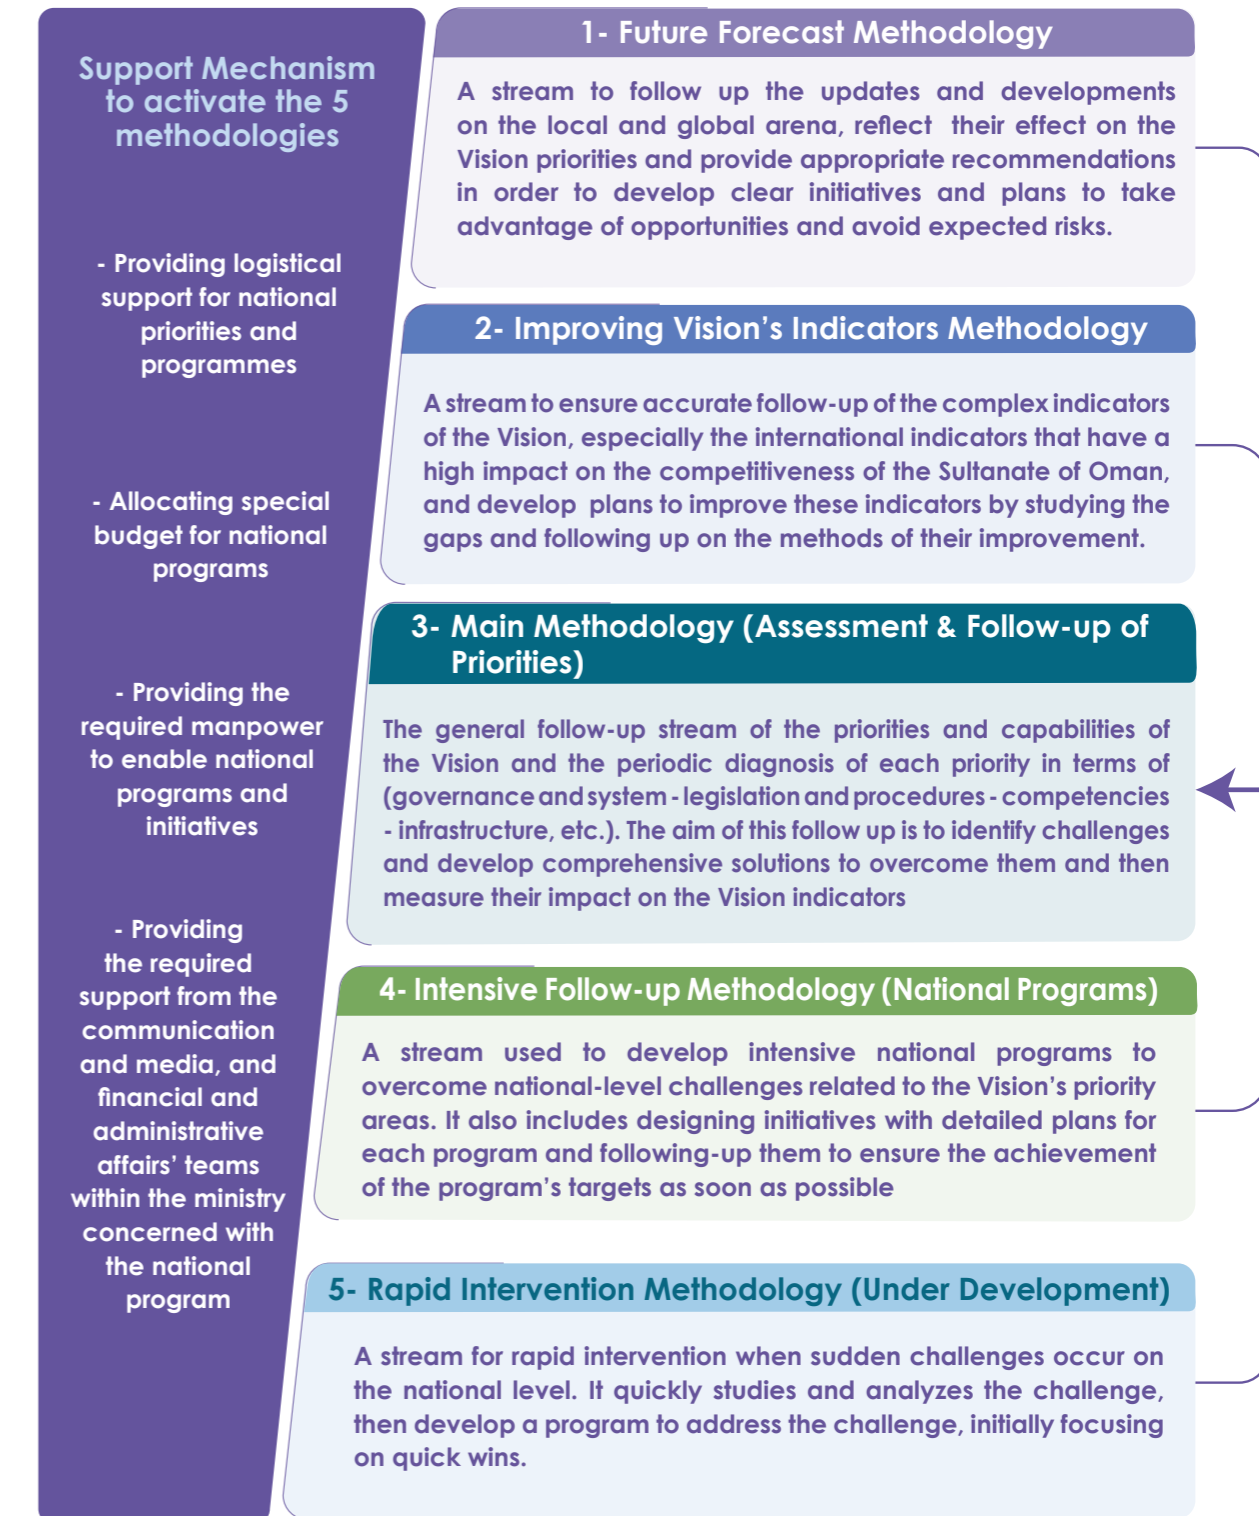 Support Mechanism
to activate the 5
methodologies
- Providing logistical
support for national
priorities and
programmes
- Allocating special
budget for national
programs
- Providing the
required manpower
to enable national
programs and
initiatives
- Providing
the required
support from the
communication
and media, and
financial and
administrative
affairs’ teams
within the ministry
concerned with
the national
program
1- Future Forecast Methodology
A stream to follow up the updates and developments
on the local and global arena, reflect their effect on the
Vision priorities and provide appropriate recommendations
in order to develop clear initiatives and plans to take
advantage of opportunities and avoid expected risks.
2- Improving Vision’s Indicators Methodology
A stream to ensure accurate follow-up of the complex indicators
of the Vision, especially the international indicators that have a
high impact on the competitiveness of the Sultanate of Oman,
and develop plans to improve these indicators by studying the
gaps and following up on the methods of their improvement.
3- Main Methodology (Assessment & Follow-up of
Priorities)
The general follow-up stream of the priorities and capabilities of
the Vision and the periodic diagnosis of each priority in terms of
(governance and system - legislation and procedures - competencies
- infrastructure, etc.). The aim of this follow up is to identify challenges
and develop comprehensive solutions to overcome them and then
measure their impact on the Vision indicators
4- Intensive Follow-up Methodology (National Programs)
A stream used to develop intensive national programs to
overcome national-level challenges related to the Vision’s priority
areas. It also includes designing initiatives with detailed plans for
each program and following-up them to ensure the achievement
of the program’s targets as soon as possible
5- Rapid Intervention Methodology (Under Development)
A stream for rapid intervention when sudden challenges occur on
the national level. It quickly studies and analyzes the challenge,
then develop a program to address the challenge, initially focusing
on quick wins.